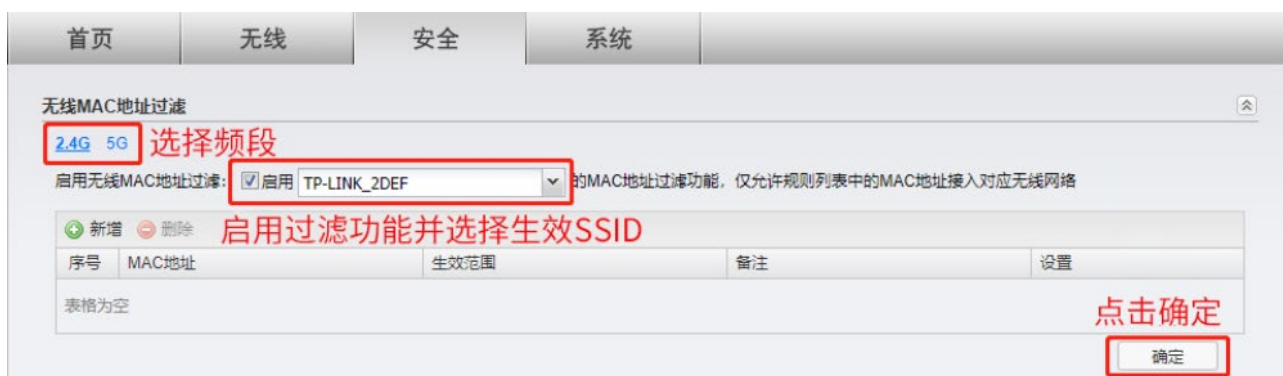 首页 无线 安全 系统
无线MAC地址过滤
2.4G 5G 选择频段
启用无线MAC地址过滤: 启用 TP-LINK_2DEF 的MAC地址过滤功能，仅允许规则列表中的MAC地址接入对应无线网络
新增 删除 启用过滤功能并选择生效SSID
序号 MAC地址 生效范围 备注 设置
表格为空
点击确定
确定